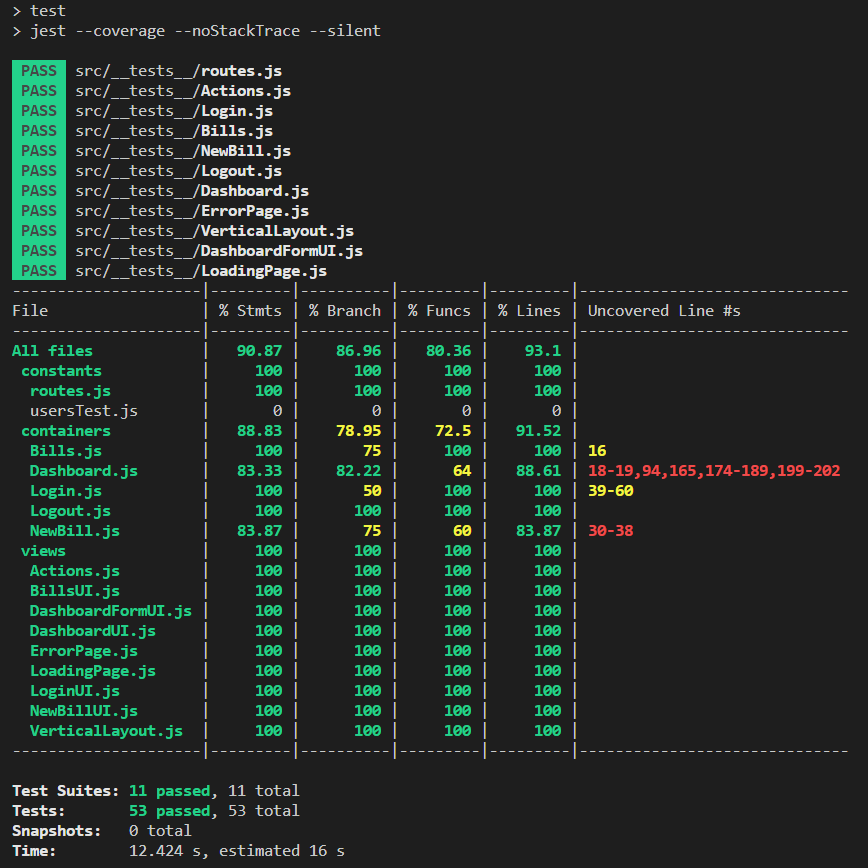 > test
> jest --coverage --noStackTrace --silent
PASS src/__tests__/routes.js
PASS src/__tests__/Actions.js
PASS src/__tests__/Login.js
PASS src/__tests__/Bills.js
PASS src/__tests__/NewBill.js
PASS src/__tests__/Logout.js
PASS src/__tests__/Dashboard.js
PASS src/__tests__/ErrorPage.js
PASS src/__tests__/VerticalLayout.js
PASS src/__tests__/DashboardFormUI.js
PASS src/__tests__/LoadingPage.js
---------------------|---------|----------|---------|---------|------------------------------
File                 | % Stmts | % Branch | % Funcs | % Lines | Uncovered Line #s
---------------------|---------|----------|---------|---------|------------------------------
All files            |   90.87 |    86.96 |   80.36 |    93.1 |
 constants           |     100 |      100 |     100 |     100 |
  routes.js          |     100 |      100 |     100 |     100 |
  usersTest.js       |       0 |        0 |       0 |       0 |
 containers          |   88.83 |    78.95 |    72.5 |   91.52 |
  Bills.js           |     100 |       75 |     100 |     100 | 16
  Dashboard.js       |   83.33 |    82.22 |      64 |   88.61 | 18-19,94,165,174-189,199-202
  Login.js           |     100 |       50 |     100 |     100 | 39-60
  Logout.js          |     100 |      100 |     100 |     100 |
  NewBill.js         |   83.87 |       75 |      60 |   83.87 | 30-38
 views               |     100 |      100 |     100 |     100 |
  Actions.js         |     100 |      100 |     100 |     100 |
  BillsUI.js         |     100 |      100 |     100 |     100 |
  DashboardFormUI.js |     100 |      100 |     100 |     100 |
  DashboardUI.js     |     100 |      100 |     100 |     100 |
  ErrorPage.js       |     100 |      100 |     100 |     100 |
  LoadingPage.js     |     100 |      100 |     100 |     100 |
  LoginUI.js         |     100 |      100 |     100 |     100 |
  NewBillUI.js       |     100 |      100 |     100 |     100 |
  VerticalLayout.js  |     100 |      100 |     100 |     100 |
---------------------|---------|----------|---------|---------|------------------------------
Test Suites: 11 passed, 11 total
Tests:       53 passed, 53 total
Snapshots:   0 total
Time:        12.424 s, estimated 16 s